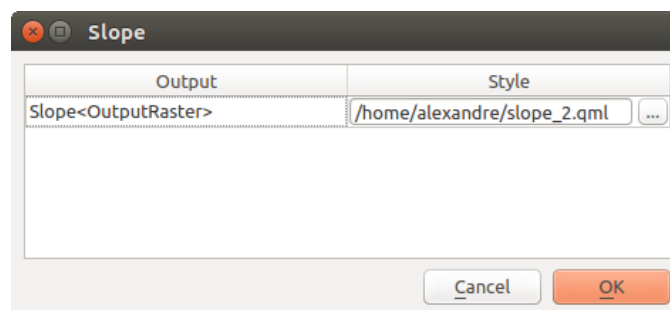 Slope
Output Style
Slope<OutputRaster> /home/alexandre/slope_2.qml ...
Cancel OK